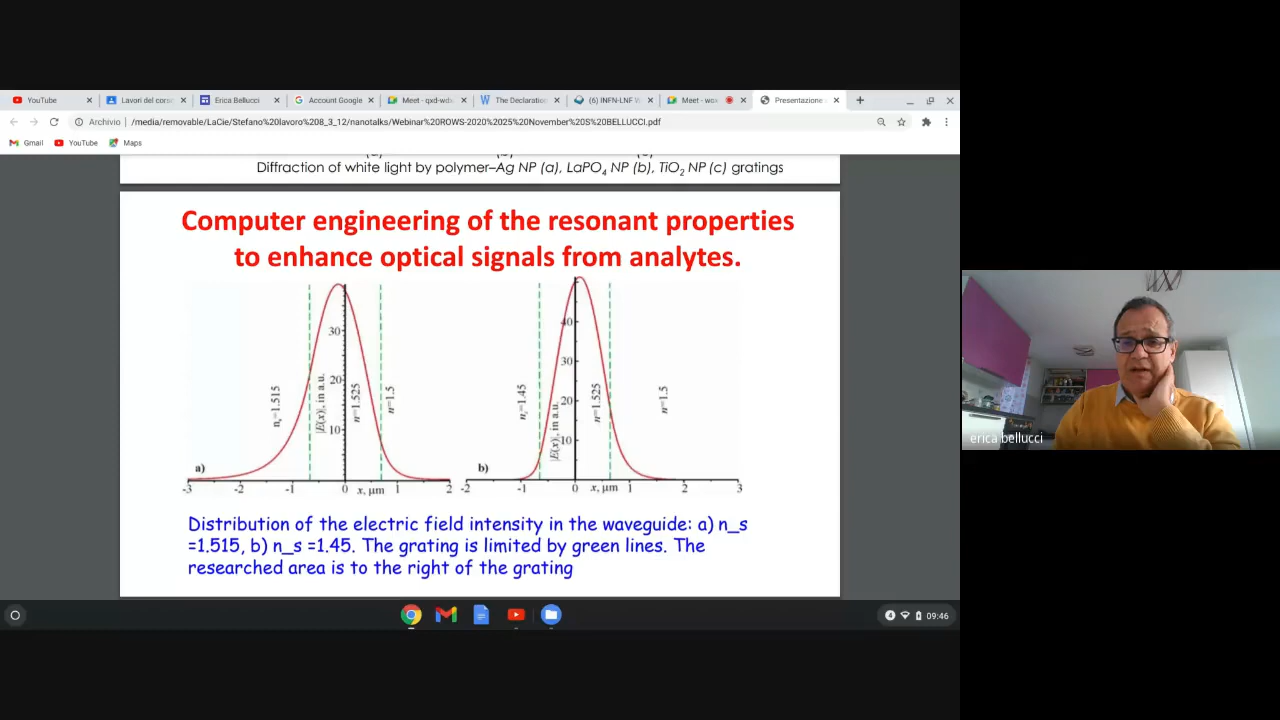 YouTube
Lavori del corso
Erica Bellucci
Account Google
Meet - qxd-wdx
The Declaration
(6) INFN-LNF
Meet - wox
Presentazione
Archivio
/media/removable/LaCie/Stefano%20lavoro%208_3_12/nanotalks/Webinar%20ROWS-2020%2025%20November%20S%20BELLUCCI.pdf
Gmail
YouTube
Maps
Diffraction of white light by polymer–Ag NP (a), LaPO4 NP (b), TiO2 NP (c) gratings
Computer engineering of the resonant properties
to enhance optical signals from analytes.
30
20
10
ns=1.515
|E(x)|, in a.u.
n=1.525
n=1.5
a)
-3 -2 -1 0 x, μm 1 2
40
30
20
10
ns=1.45
|E(x)|, in a.u.
n=1.525
n=1.5
b)
-2 -1 0 x, μm 1 2 3
Distribution of the electric field intensity in the waveguide: a) n_s
=1.515, b) n_s =1.45. The grating is limited by green lines. The
researched area is to the right of the grating
erica bellucci
4
09:46